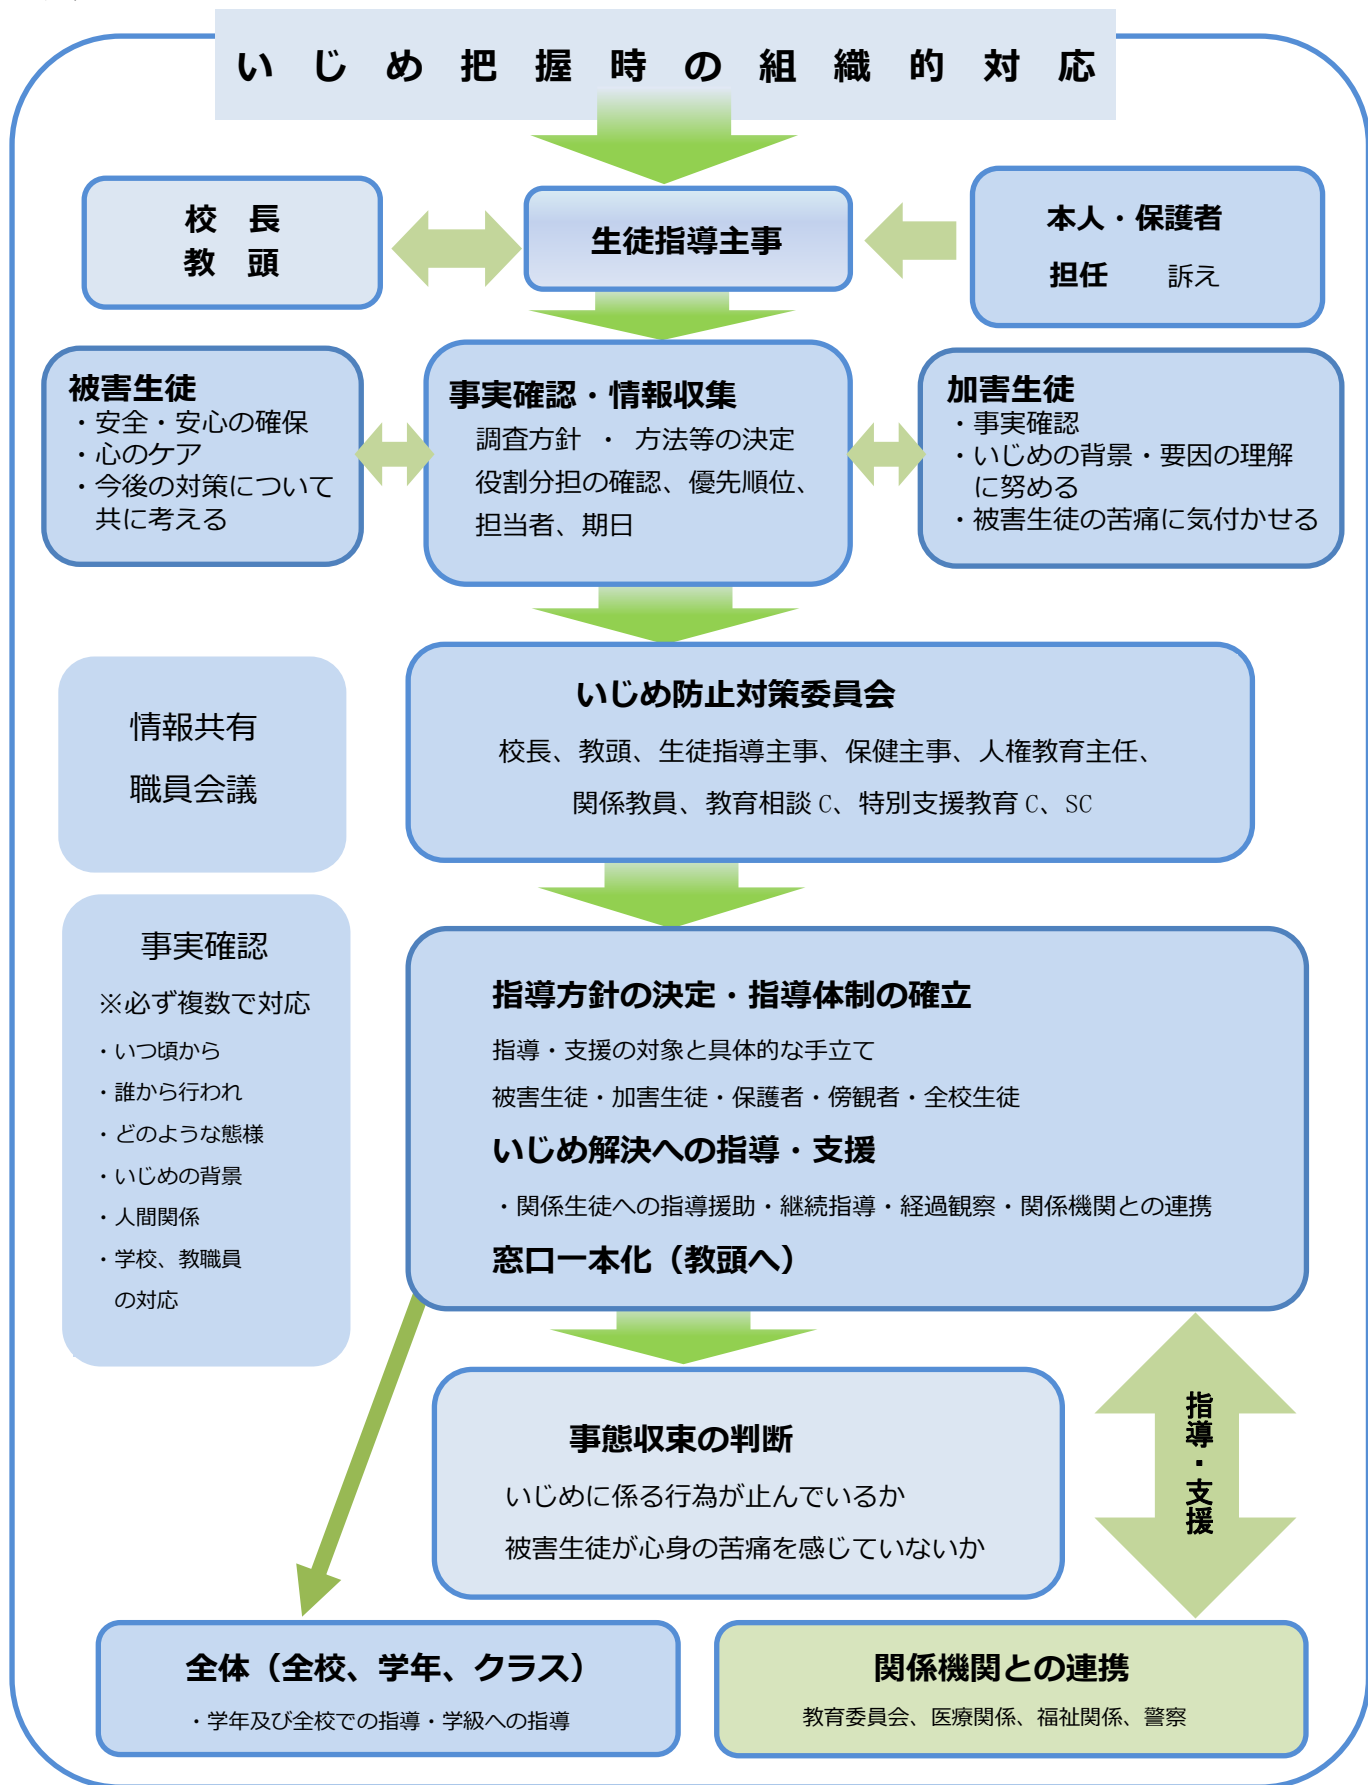 いじめ把握時の組織的対応
校　長
教　頭
生徒指導主事
本人・保護者
担任　　訴え
被害生徒
・安全・安心の確保
・心のケア
・今後の対策について
共に考える
事実確認・情報収集
調査方針 ・ 方法等の決定
役割分担の確認、優先順位、
担当者、期日
加害生徒
・事実確認
・いじめの背景・要因の理解
に努める
・被害生徒の苦痛に気付かせる
情報共有
職員会議
いじめ防止対策委員会
校長、教頭、生徒指導主事、保健主事、人権教育主任、
関係教員、教育相談 C、特別支援教育 C、SC
事実確認
※必ず複数で対応
・いつ頃から
・誰から行われ
・どのような態様
・いじめの背景
・人間関係
・学校、教職員
の対応
指導方針の決定・指導体制の確立
指導・支援の対象と具体的な手立て
被害生徒・加害生徒・保護者・傍観者・全校生徒
いじめ解決への指導・支援
・関係生徒への指導援助・継続指導・経過観察・関係機関との連携
窓口一本化（教頭へ）
事態収束の判断
いじめに係る行為が止んでいるか
被害生徒が心身の苦痛を感じていないか
指導・支援
全体（全校、学年、クラス）
・学年及び全校での指導・学級への指導
関係機関との連携
教育委員会、医療関係、福祉関係、警察